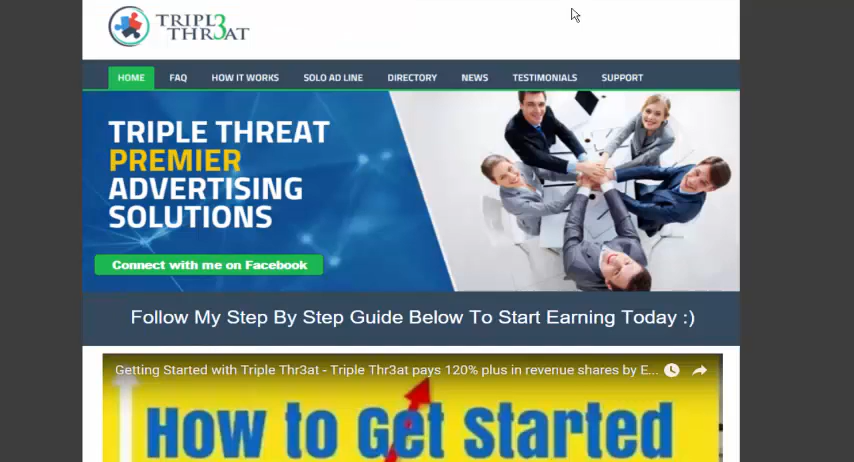 TRIPL3
THR3AT
HOME FAQ HOW IT WORKS SOLO AD LINE DIRECTORY NEWS TESTIMONIALS SUPPORT
TRIPLE THREAT
PREMIER
ADVERTISING
SOLUTIONS
Connect with me on Facebook
Follow My Step By Step Guide Below To Start Earning Today :)
Getting Started with Triple Thr3at - Triple Thr3at pays 120% plus in revenue shares by E...
How to Get Started